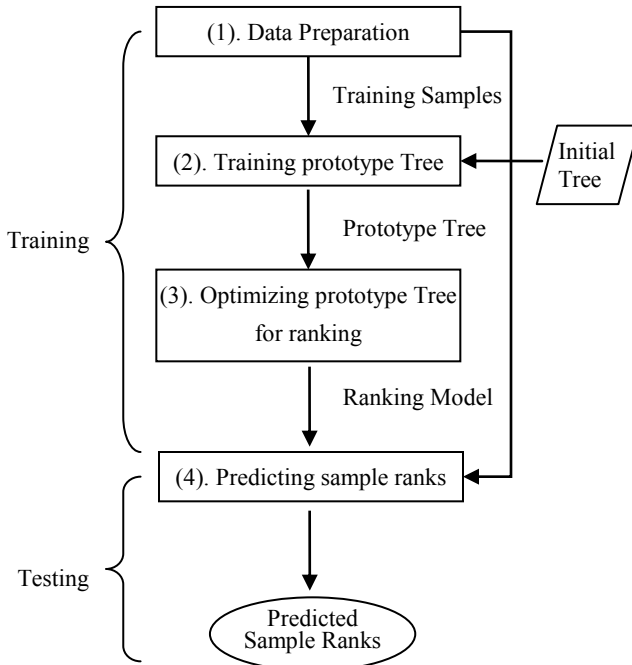 (1). Data Preparation
Training Samples
(2). Training prototype Tree
Initial
Tree
Prototype Tree
Training
(3). Optimizing prototype Tree
for ranking
Ranking Model
(4). Predicting sample ranks
Testing
Predicted
Sample Ranks